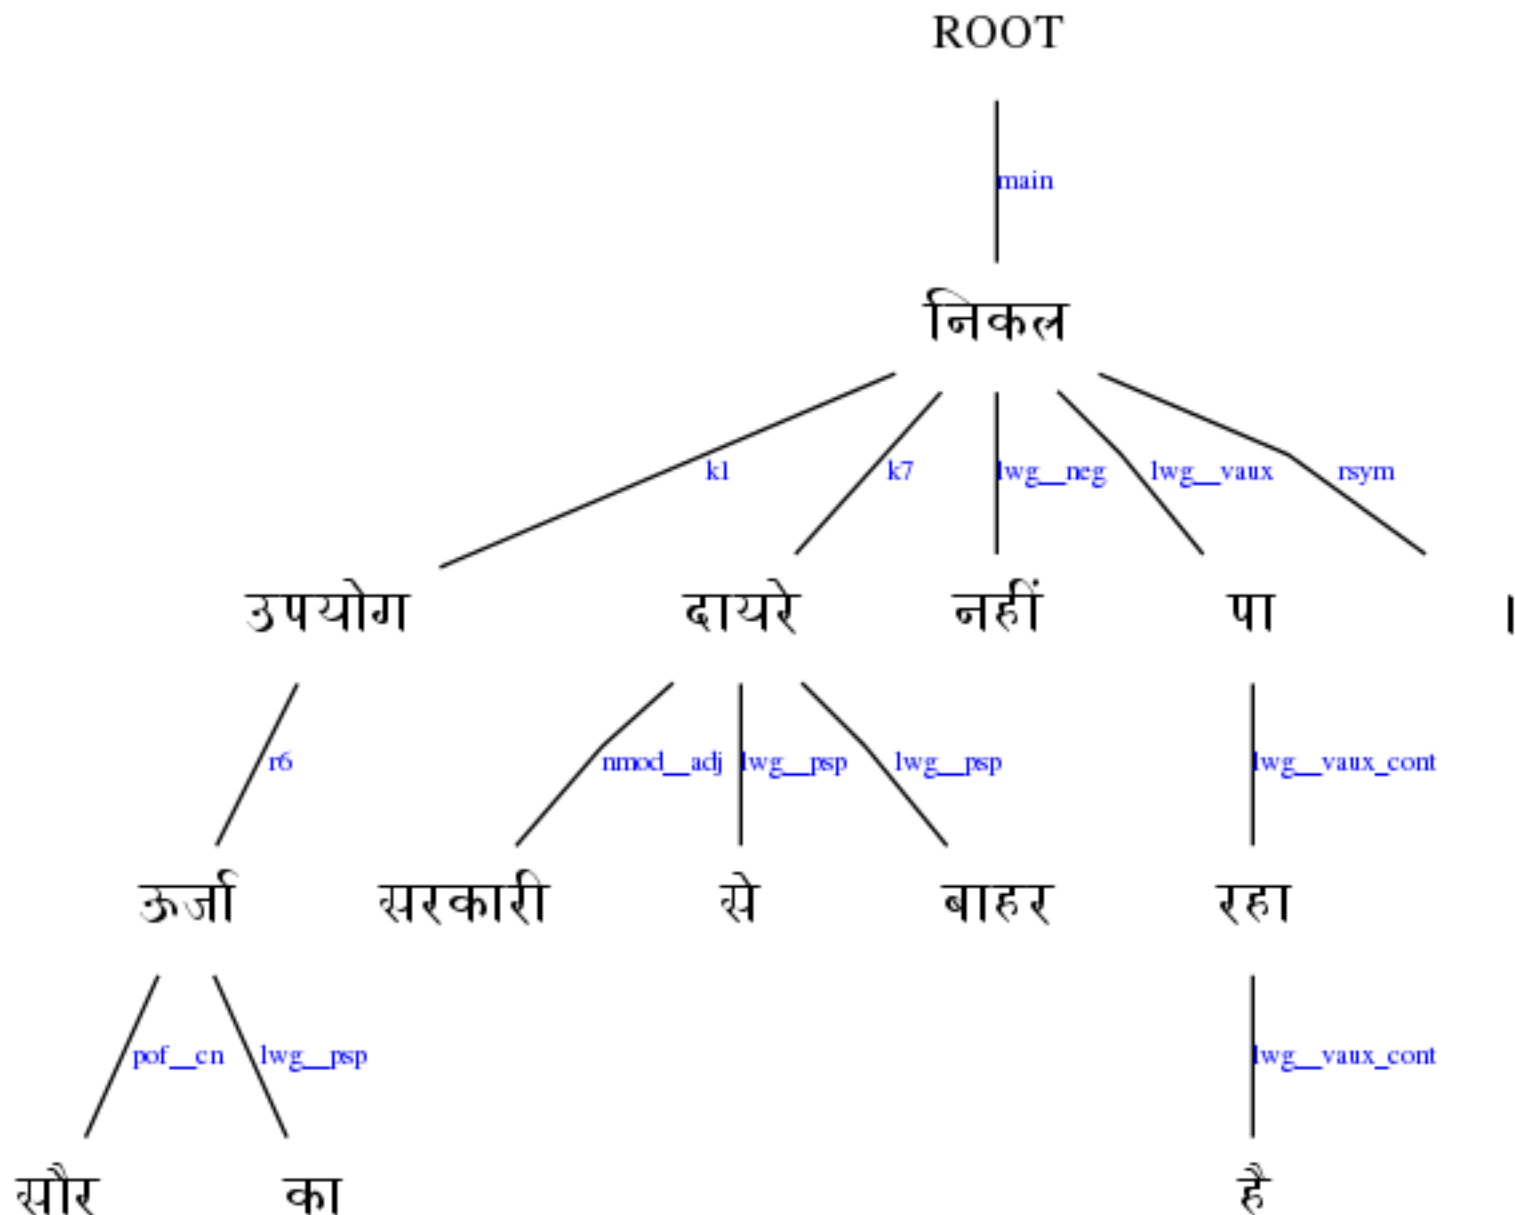 ROOT
main
निकल
k1 k7 lwg__neg lwg__vaux rsym
उपयोग दायरे नहीं पा ।
r6 nmod__adj lwg__psp lwg__psp lwg__vaux_cont
ऊर्जा सरकारी से बाहर रहा
pof__cn lwg__psp lwg__vaux_cont
सौर का है